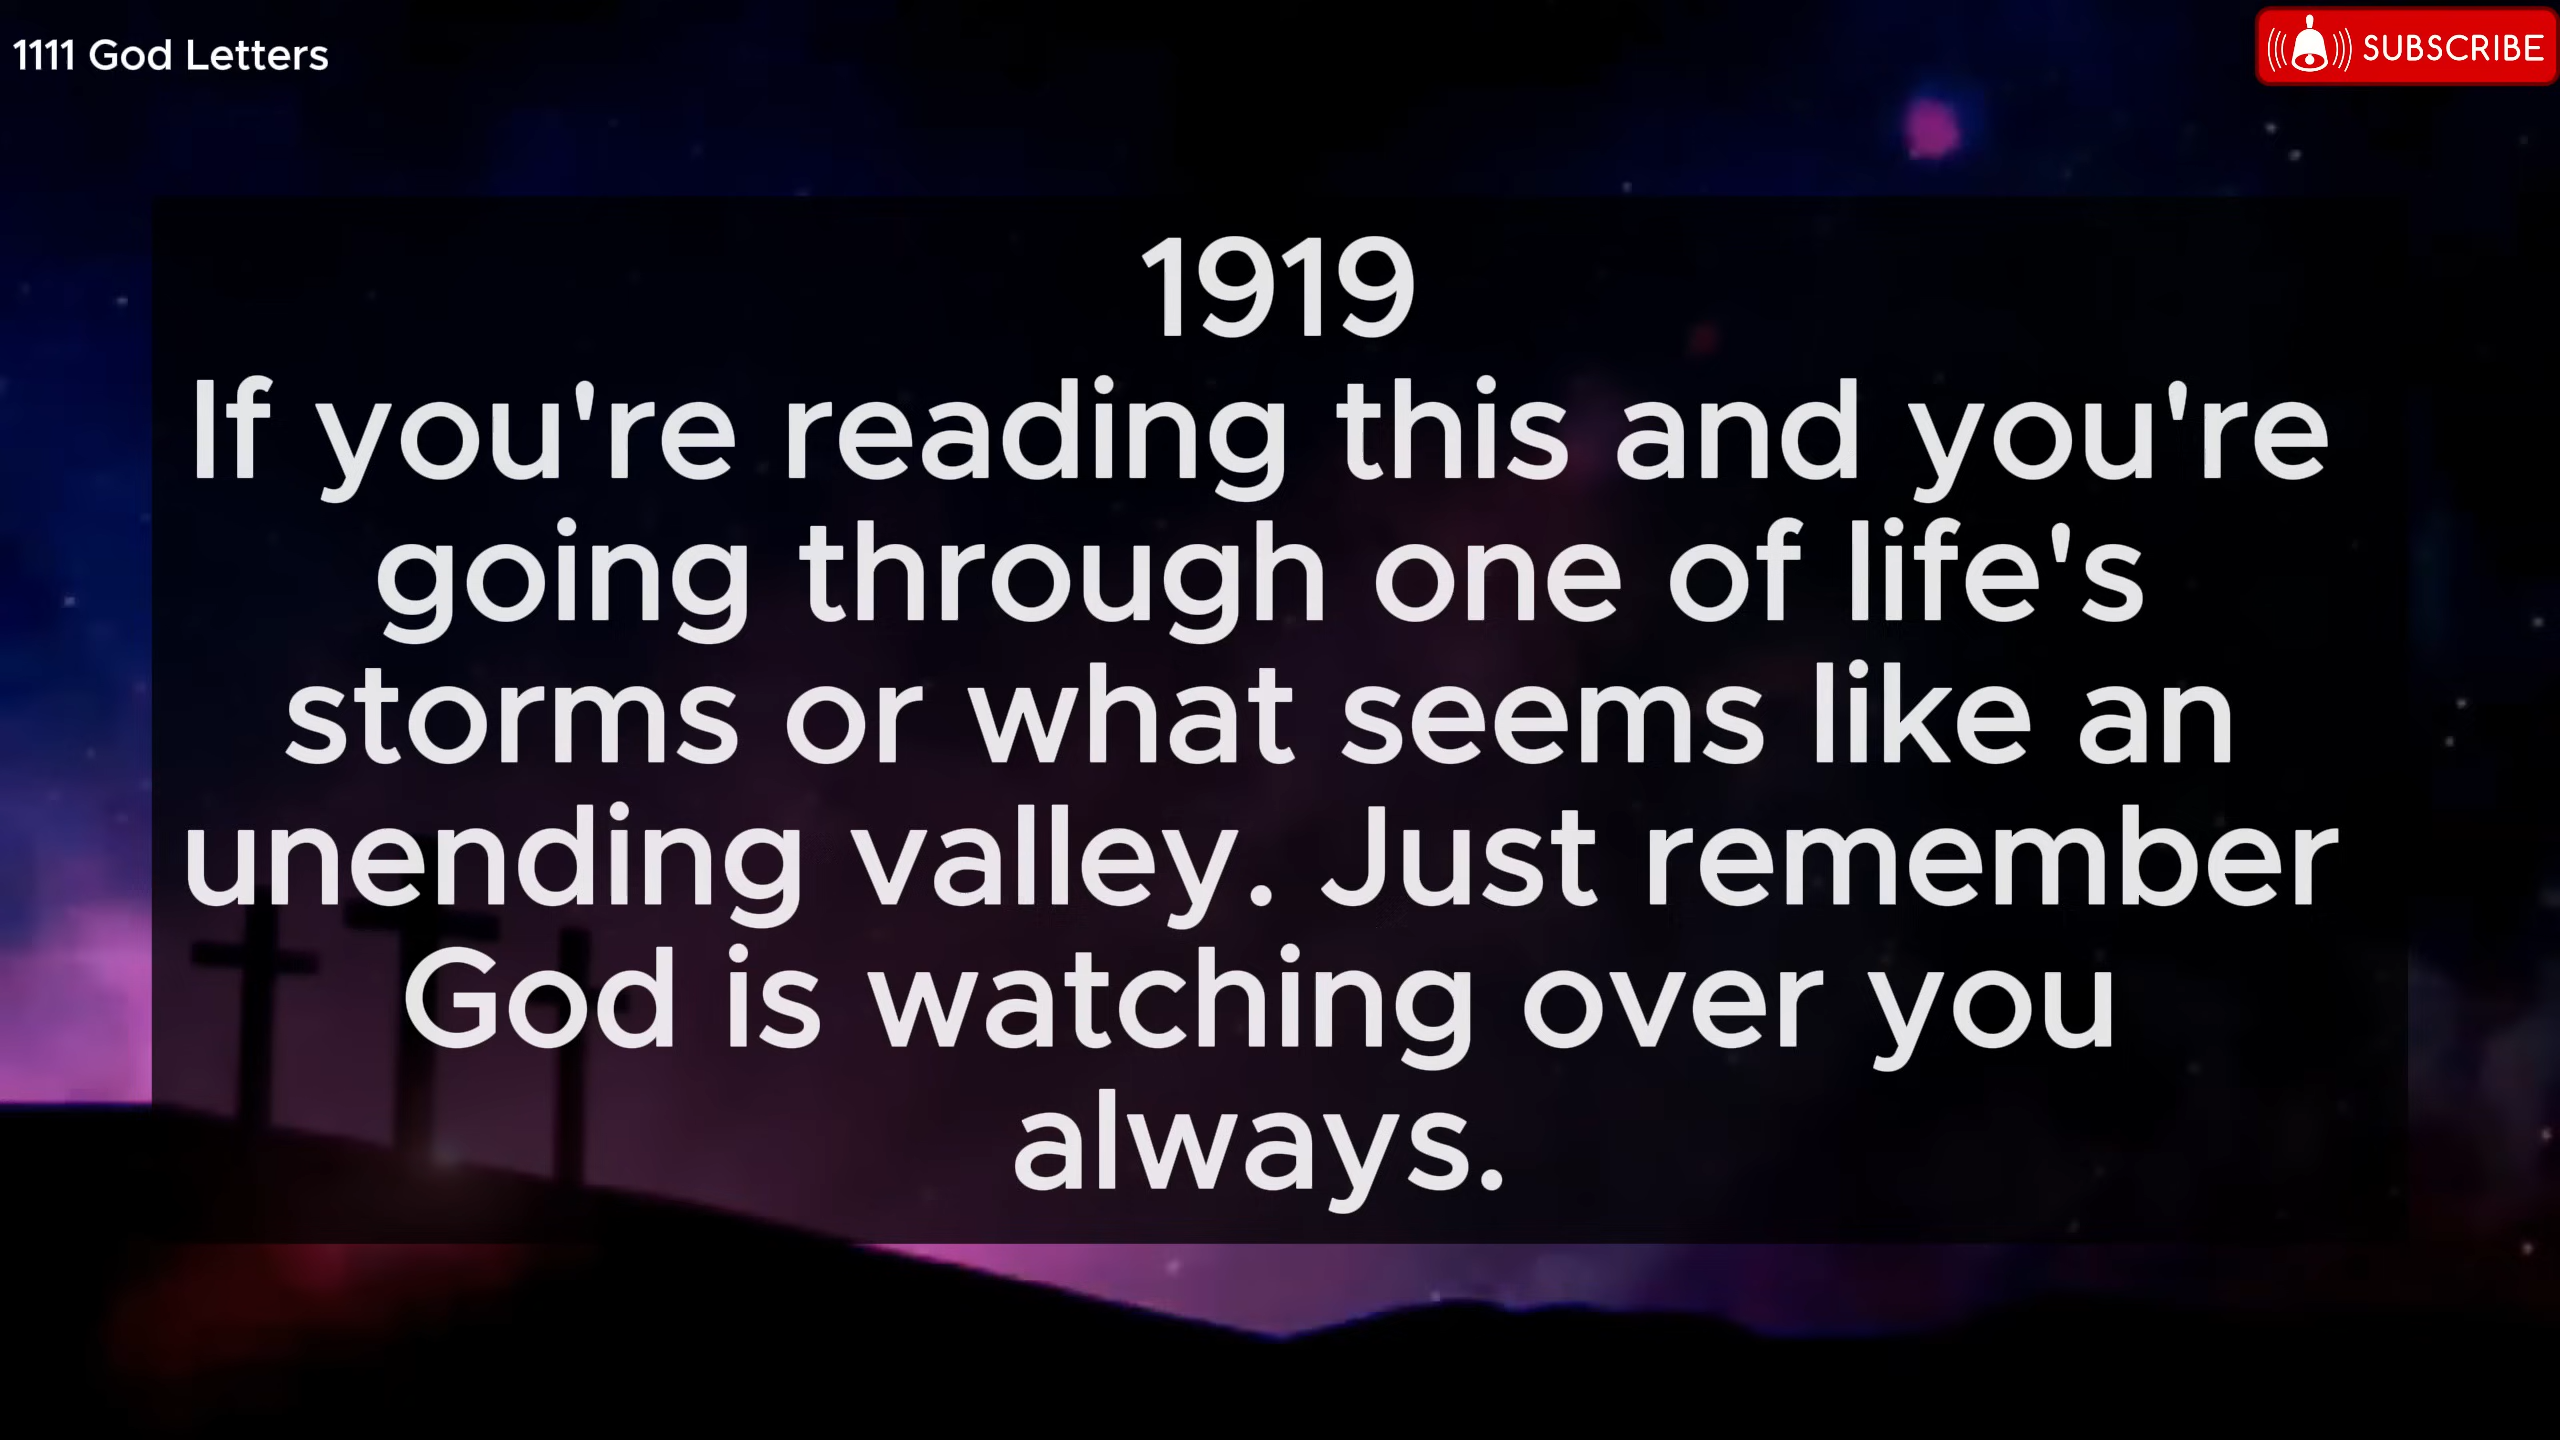 1111 God Letters
SUBSCRIBE
1919
If you're reading this and you're
going through one of life's
storms or what seems like an
unending valley. Just remember
God is watching over you
always.